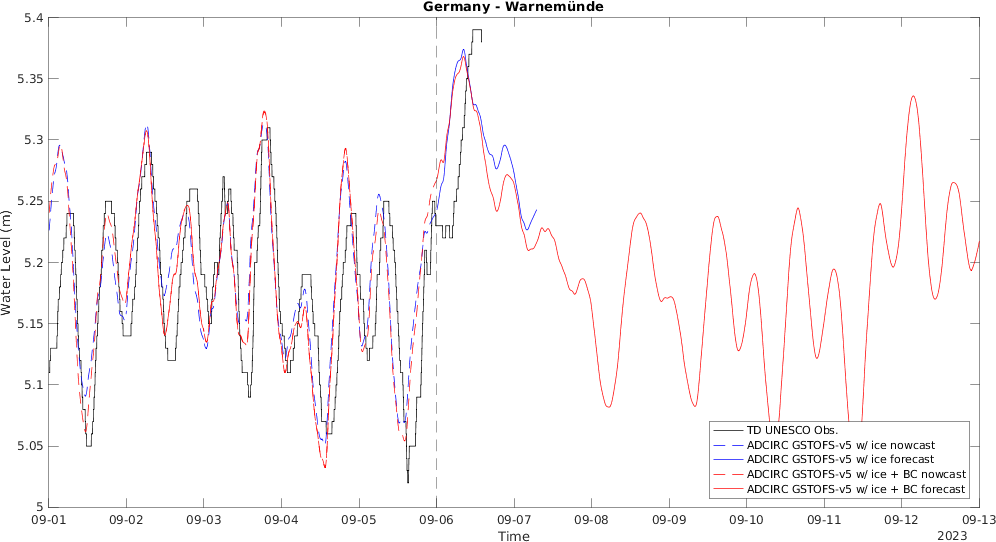 Germany - Warnemünde
5.4
5.35
5.3
5.25
5.2
5.15
5.1
5.05
5
Water Level (m)
TD UNESCO Obs.
ADCIRC GSTOFS-v5 w/ ice nowcast
ADCIRC GSTOFS-v5 w/ ice forecast
ADCIRC GSTOFS-v5 w/ ice + BC nowcast
ADCIRC GSTOFS-v5 w/ ice + BC forecast
09-01 09-02 09-03 09-04 09-05 09-06 09-07 09-08 09-09 09-10 09-11 09-12 09-13
Time
2023